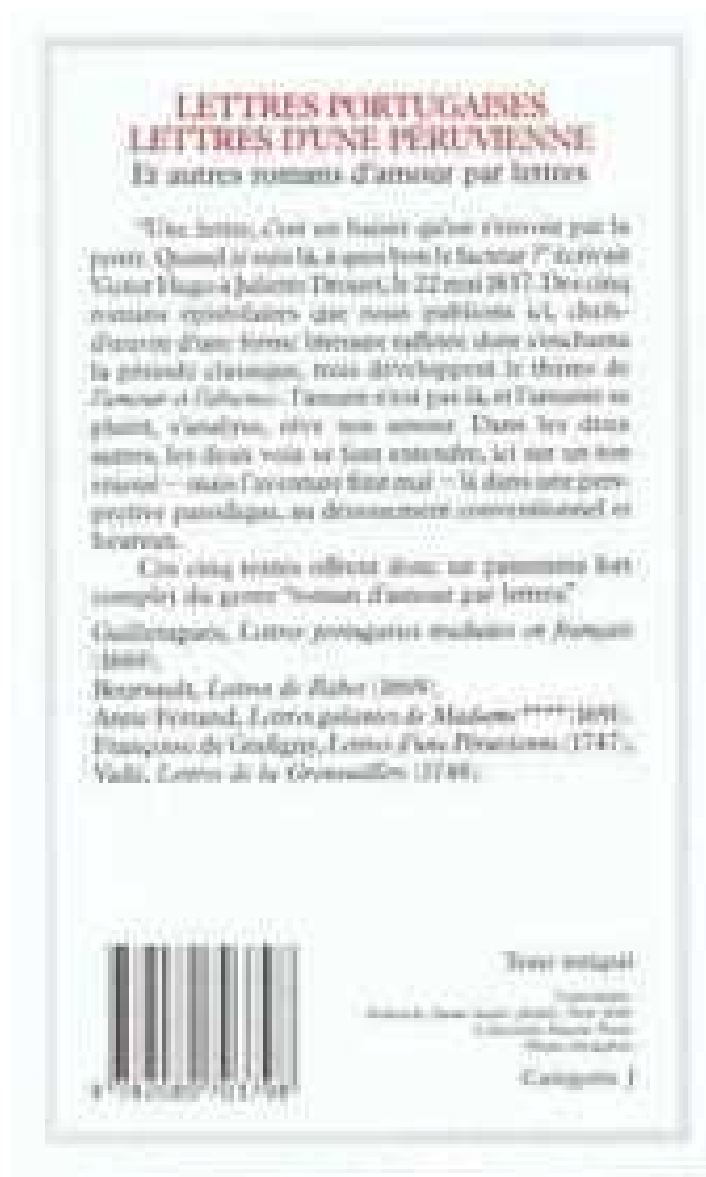 LETTRES PORTUGAISES
LETTRES D'UNE PÉRUVIENNE
Et autres romans d'amour par lettres
"Une lettre, c'est un baiser qu'on s'envoie par la
poste. Quand je suis là, à quoi bon le facteur ?" écrivait
Victor Hugo à Juliette Drouet, le 22 mai 1837. Des cinq
romans épistolaires que nous publions ici, chefs-
d'œuvre d'une forme littéraire raffinée dont s'enchanta
la période classique, trois développent le thème de
l'amour et l'absence : l'amant n'est pas là, et l'amante se
plaint, s'analyse, rêve son amour. Dans les deux
autres, les deux voix se font entendre, ici sur un ton
enjoué – mais l'aventure finit mal – là dans une pers-
pective parodique, au dénouement conventionnel et
heureux.
Ces cinq textes offrent donc un panorama fort
complet du genre "roman d'amour par lettres"
Guilleragues, Lettres portugaises traduites en français
(1669),
Boursault, Lettres de Babet (1669),
Anne Ferrand, Lettres galantes de Madame **** (1691),
Françoise de Grafigny, Lettres d'une Péruvienne (1747),
Vadé, Lettres de la Grenouillère (1749).
Texte intégral
Catégorie